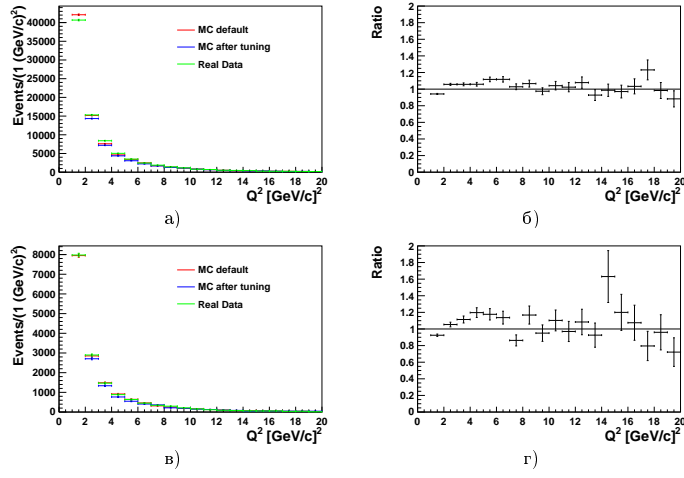 Events/(1 (GeV/c)²)
40000
35000
30000
25000
20000
15000
10000
5000
0
MC default
MC after tuning
Real Data
0 2 4 6 8 10 12 14 16 18 20
Q² [GeV/c]²
а)
Ratio
2
1.8
1.6
1.4
1.2
1
0.8
0.6
0.4
0.2
0
0 2 4 6 8 10 12 14 16 18 20
Q² [GeV/c]²
б)
Events/(1 (GeV/c)²)
8000
7000
6000
5000
4000
3000
2000
1000
0
MC default
MC after tuning
Real Data
0 2 4 6 8 10 12 14 16 18 20
Q² [GeV/c]²
в)
Ratio
2
1.8
1.6
1.4
1.2
1
0.8
0.6
0.4
0.2
0
0 2 4 6 8 10 12 14 16 18 20
Q² [GeV/c]²
г)